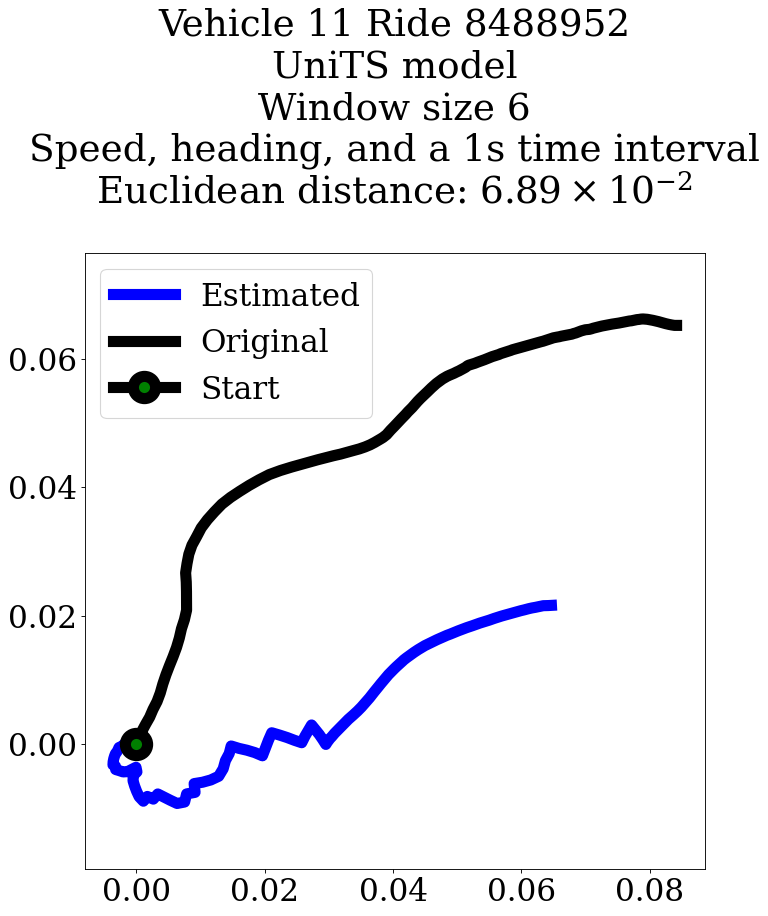 Vehicle 11 Ride 8488952
UniTS model
Window size 6
Speed, heading, and a 1s time interval
Euclidean distance: 6.89 × 10⁻²
Estimated
Original
Start
0.06
0.04
0.02
0.00
0.00 0.02 0.04 0.06 0.08